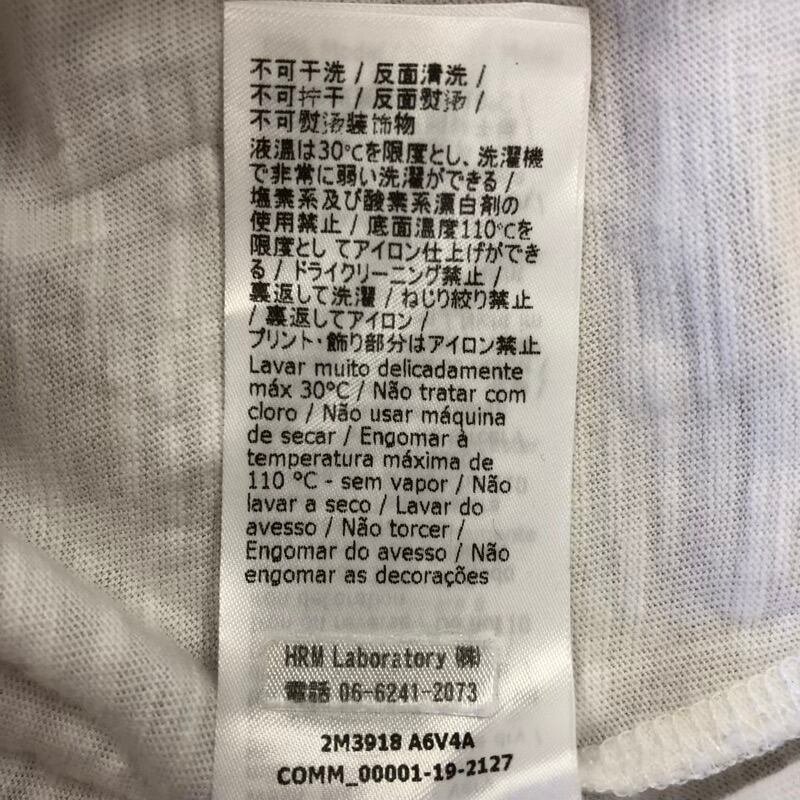 不可干洗 / 反面清洗 /
不可拧干 / 反面熨烫 /
不可熨烫装饰物
液温は30℃を限度とし、洗濯機
で非常に弱い洗濯ができる /
塩素系及び酸素系漂白剤の
使用禁止 / 底面温度110℃を
限度とし てアイロン仕上げができ
る / ドライクリーニング禁止 /
裏返して洗濯 / ねじり絞り禁止
/ 裏返してアイロン /
プリント・飾り部分はアイロン禁止
Lavar muito delicadamente
máx 30°C / Não tratar com
cloro / Não usar máquina
de secar / Engomar à
temperatura máxima de
110 °C - sem vapor / Não
lavar a seco / Lavar do
avesso / Não torcer /
Engomar do avesso / Não
engomar as decorações
HRM Laboratory ㈱
電話 06-6241-2073
2M3918 A6V4A
COMM_00001-19-2127